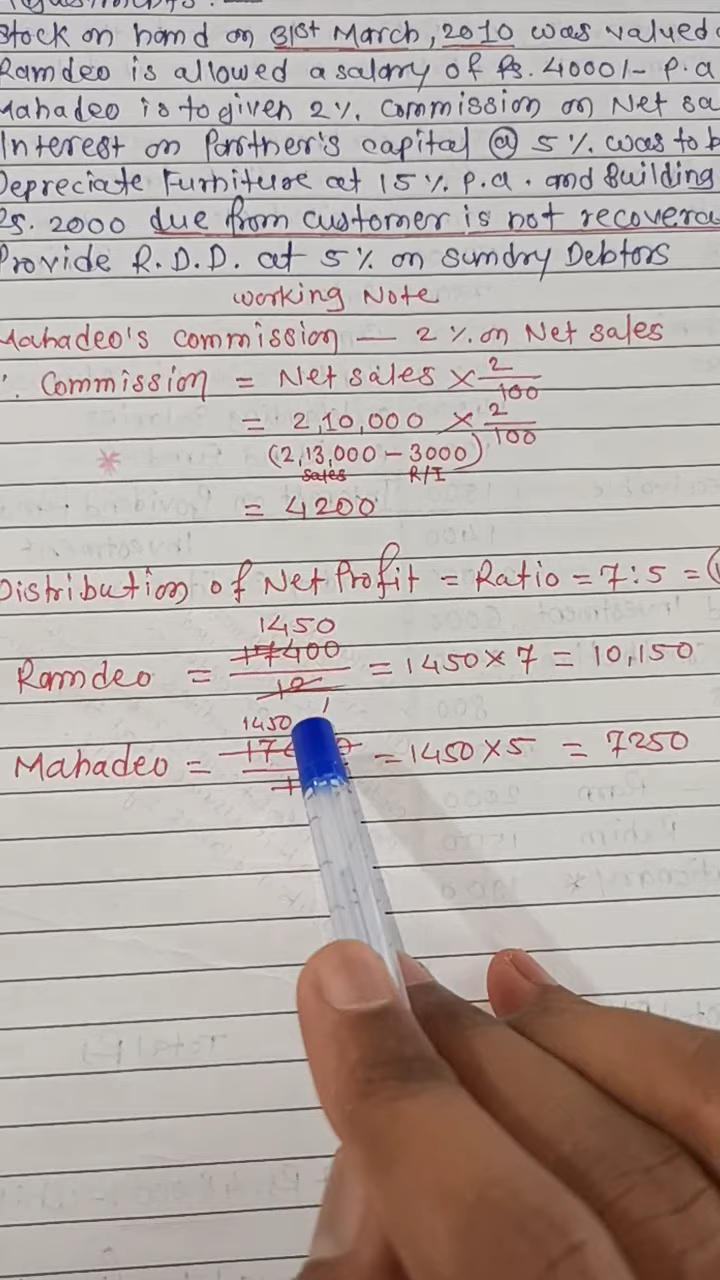 Stock on hand on 31st March, 2010 was valued
Ramdeo is allowed a salary of Rs. 4000/- p.a
Mahadeo is to given 2% Commission on Net sa
Interest on Partner's capital @ 5% was to b
Depreciate Furniture at 15% p.a. and Building
Rs. 2000 due from customer is not recovera
Provide R.D.D. at 5% on Sundry Debtors
Working Note
Mahadeo's commission — 2% on Net sales
∴ Commission = Net sales × 2/100
= 2,10,000 × 2/100
* (2,13,000 - 3000)
sales R/I
= 4200
Distribution of Net Profit = Ratio = 7:5 = (
1450
Ramdeo = 17400/12 = 1450 × 7 = 10,150
1
1450
Mahadeo = = 1450 × 5 = 7250